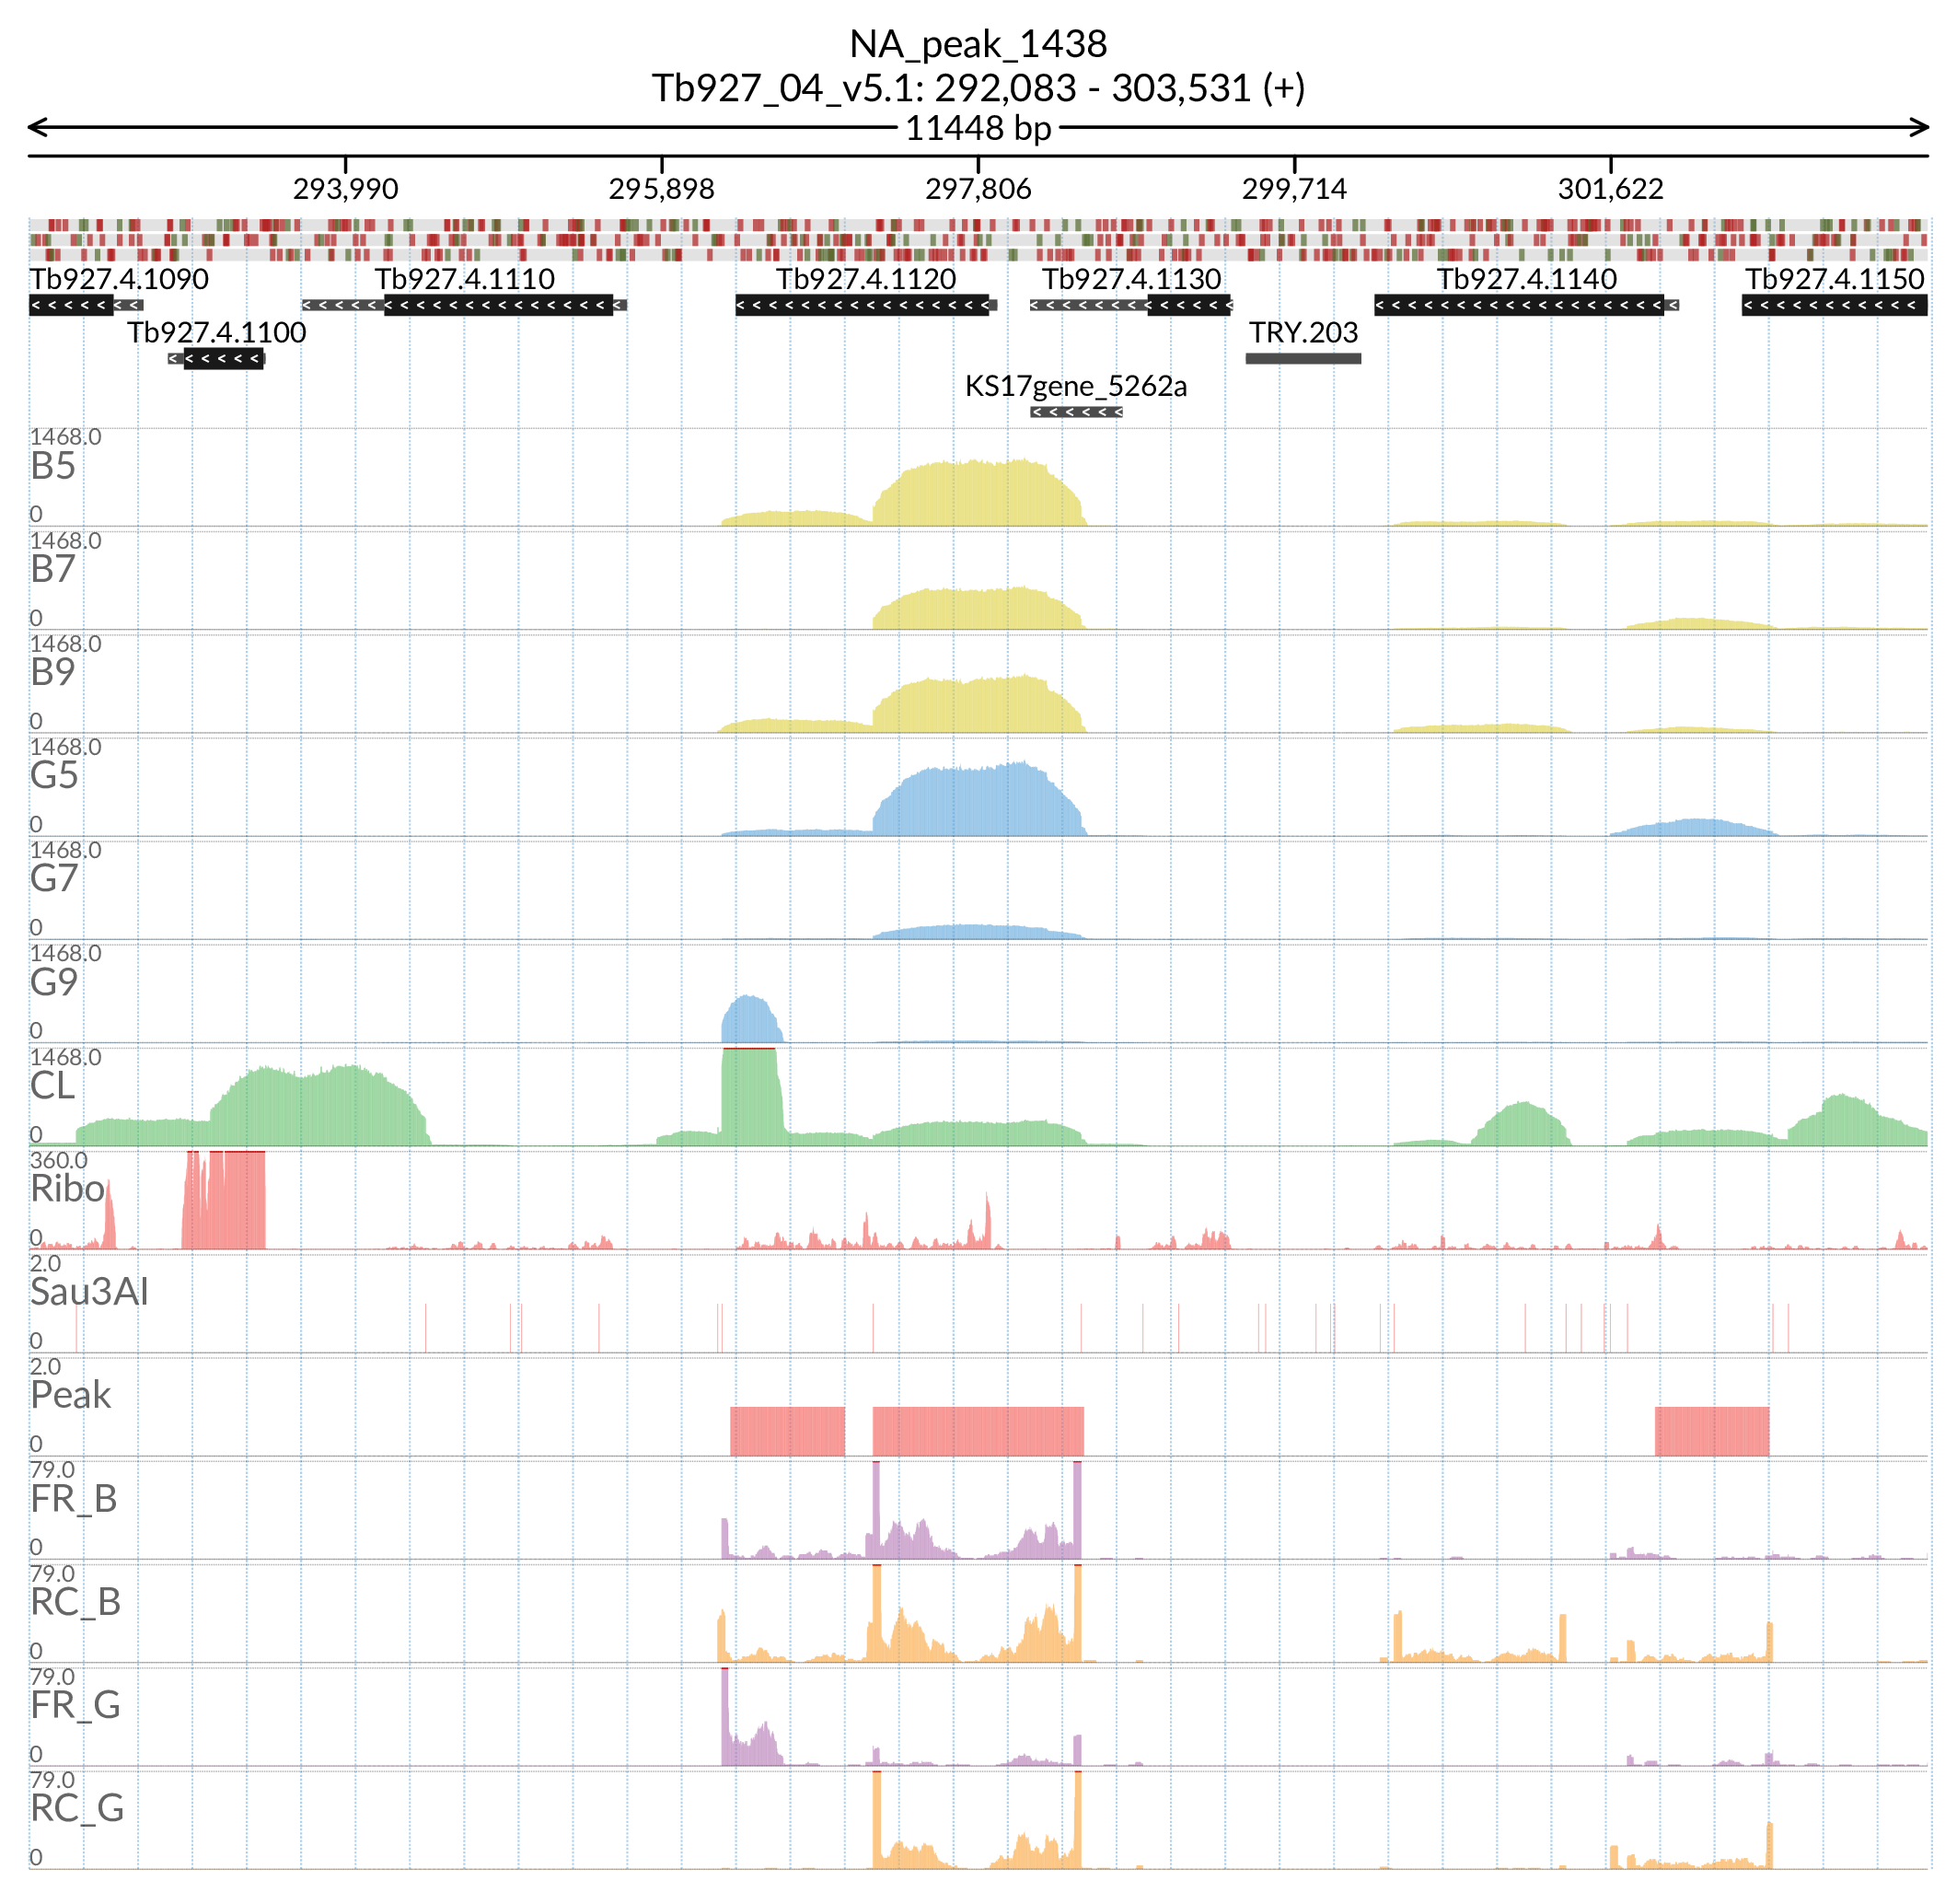 NA_peak_1438
Tb927_04_v5.1: 292,083 - 303,531 (+)
11448 bp
293,990 295,898 297,806 299,714 301,622
Tb927.4.1090 Tb927.4.1110 Tb927.4.1120 Tb927.4.1130 Tb927.4.1140 Tb927.4.1150
Tb927.4.1100 TRY.203
KS17gene_5262a
1468.0
B5
0
1468.0
B7
0
1468.0
B9
0
1468.0
G5
0
1468.0
G7
0
1468.0
G9
0
1468.0
CL
0
360.0
Ribo
0
2.0
Sau3AI
0
2.0
Peak
0
79.0
FR_B
0
79.0
RC_B
0
79.0
FR_G
0
79.0
RC_G
0